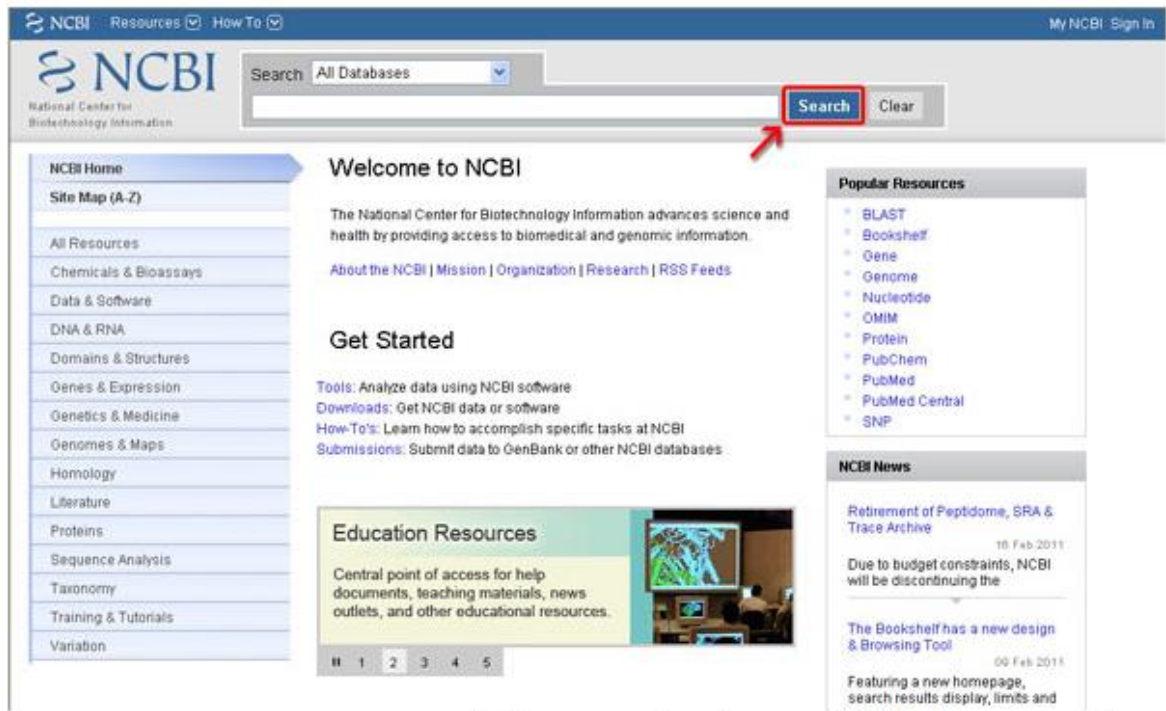 NCBI Resources How To My NCBI Sign In
NCBI
National Center for
Biotechnology Information
Search All Databases
Search Clear
NCBI Home
Site Map (A-Z)
All Resources
Chemicals & Bioassays
Data & Software
DNA & RNA
Domains & Structures
Genes & Expression
Genetics & Medicine
Genomes & Maps
Homology
Literature
Proteins
Sequence Analysis
Taxonomy
Training & Tutorials
Variation
Welcome to NCBI
The National Center for Biotechnology Information advances science and
health by providing access to biomedical and genomic information.
About the NCBI | Mission | Organization | Research | RSS Feeds
Get Started
Tools: Analyze data using NCBI software
Downloads: Get NCBI data or software
How-To's: Learn how to accomplish specific tasks at NCBI
Submissions: Submit data to GenBank or other NCBI databases
Education Resources
Central point of access for help
documents, teaching materials, news
outlets, and other educational resources.
1 2 3 4 5
Popular Resources
BLAST
Bookshelf
Gene
Genome
Nucleotide
OMIM
Protein
PubChem
PubMed
PubMed Central
SNP
NCBI News
Retirement of Peptidome, SRA &
Trace Archive
16 Feb 2011
Due to budget constraints, NCBI
will be discontinuing the
The Bookshelf has a new design
& Browsing Tool
09 Feb 2011
Featuring a new homepage,
search results display, limits and